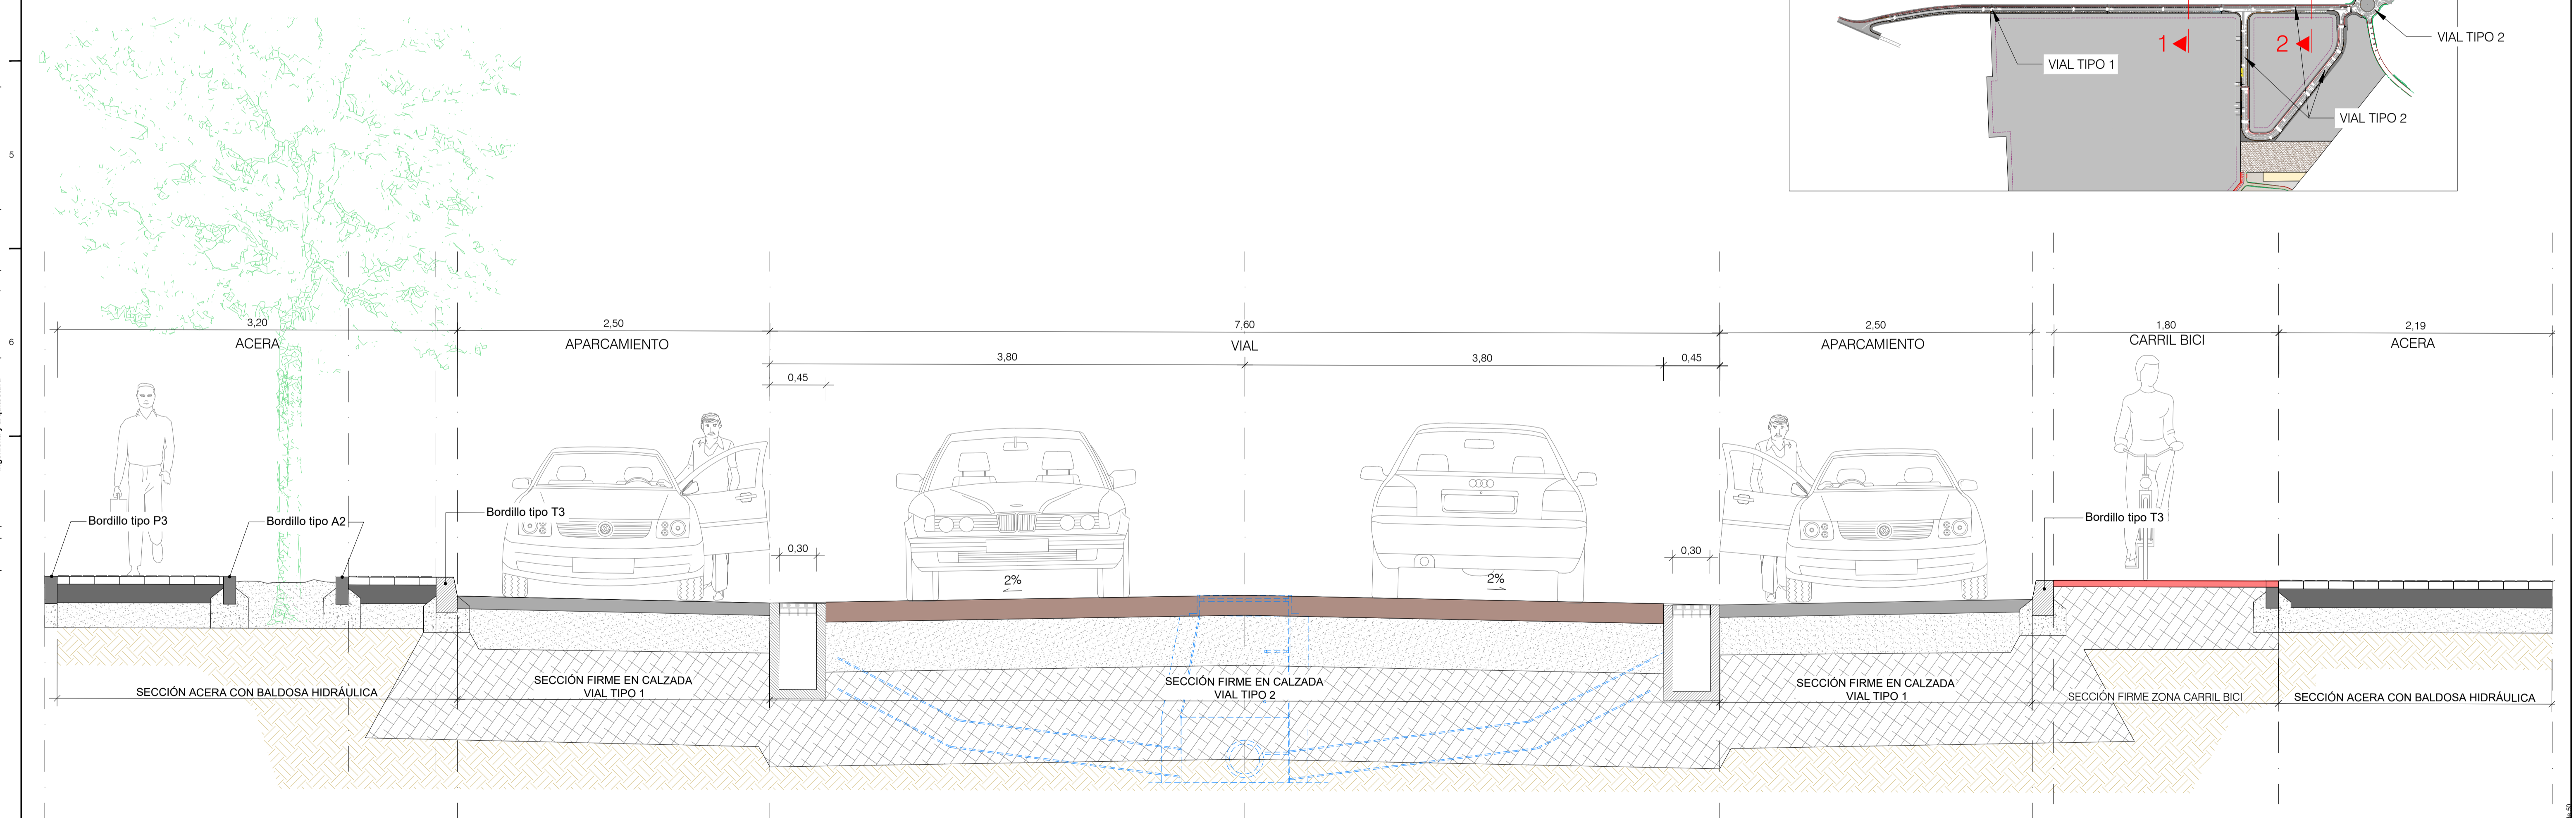 VIAL TIPO 2
1
2
VIAL TIPO 1
VIAL TIPO 2
5
6
3,20
2,50
7,60
2,50
1,80
2,19
ACERA
APARCAMIENTO
VIAL
APARCAMIENTO
CARRIL BICI
ACERA
3,80
3,80
0,45
0,45
Bordillo tipo P3
Bordillo tipo A2
Bordillo tipo T3
Bordillo tipo T3
0,30
0,30
2%
2%
SECCIÓN ACERA CON BALDOSA HIDRÁULICA
SECCIÓN FIRME EN CALZADA
VIAL TIPO 1
SECCIÓN FIRME EN CALZADA
VIAL TIPO 2
SECCIÓN FIRME EN CALZADA
VIAL TIPO 1
SECCIÓN FIRME ZONA CARRIL BICI
SECCIÓN ACERA CON BALDOSA HIDRÁULICA